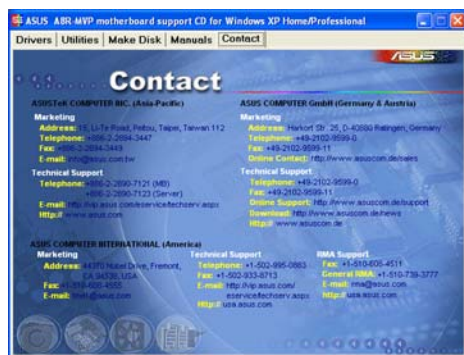 ASUS A8R-MVP motherboard support CD for Windows XP Home/Professional
Drivers Utilities Make Disk Manuals Contact
ASUS
Contact
ASUSTeK COMPUTER INC. (Asia-Pacific)
Marketing
Address: 15, Li-Te Road, Peitou, Taipei, Taiwan 112
Telephone: +886-2-2894-3447
Fax: +886-2-2894-3449
E-mail: info@asus.com.tw
Technical Support
Telephone: +886-2-2890-7121 (MB)
+886-2-2890-7123 (Server)
E-mail: http://vip.asus.com/eservice/techserv.aspx
Http:// www.asus.com
ASUS COMPUTER GmbH (Germany & Austria)
Marketing
Address: Harkort Str. 25, D-40880 Ratingen, Germany
Telephone: +49-2102-9599-0
Fax: +49-2102-9599-11
Online Contact: http://www.asuscom.de/sales
Technical Support
Telephone: +49-2102-9599-0
Fax: +49-2102-9599-11
Online Support: http://www.asuscom.de/support
Download: http://www.asuscom.de/news
Http:// www.asuscom.de
ASUS COMPUTER INTERNATIONAL (America)
Marketing
Address: 44370 Nobel Drive, Fremont,
CA 94538, USA
Fax: +1-510-608-4555
E-mail:
Technical Support
Telephone: +1-502-995-0883
Fax: +1-502-933-8713
E-mail: http://vip.asus.com/
eservice/techserv.aspx
Http:// usa.asus.com
RMA Support
Fax: +1-510-608-4511
General RMA: +1-510-739-3777
E-mail: rma@asus.com
Http:// usa.asus.com